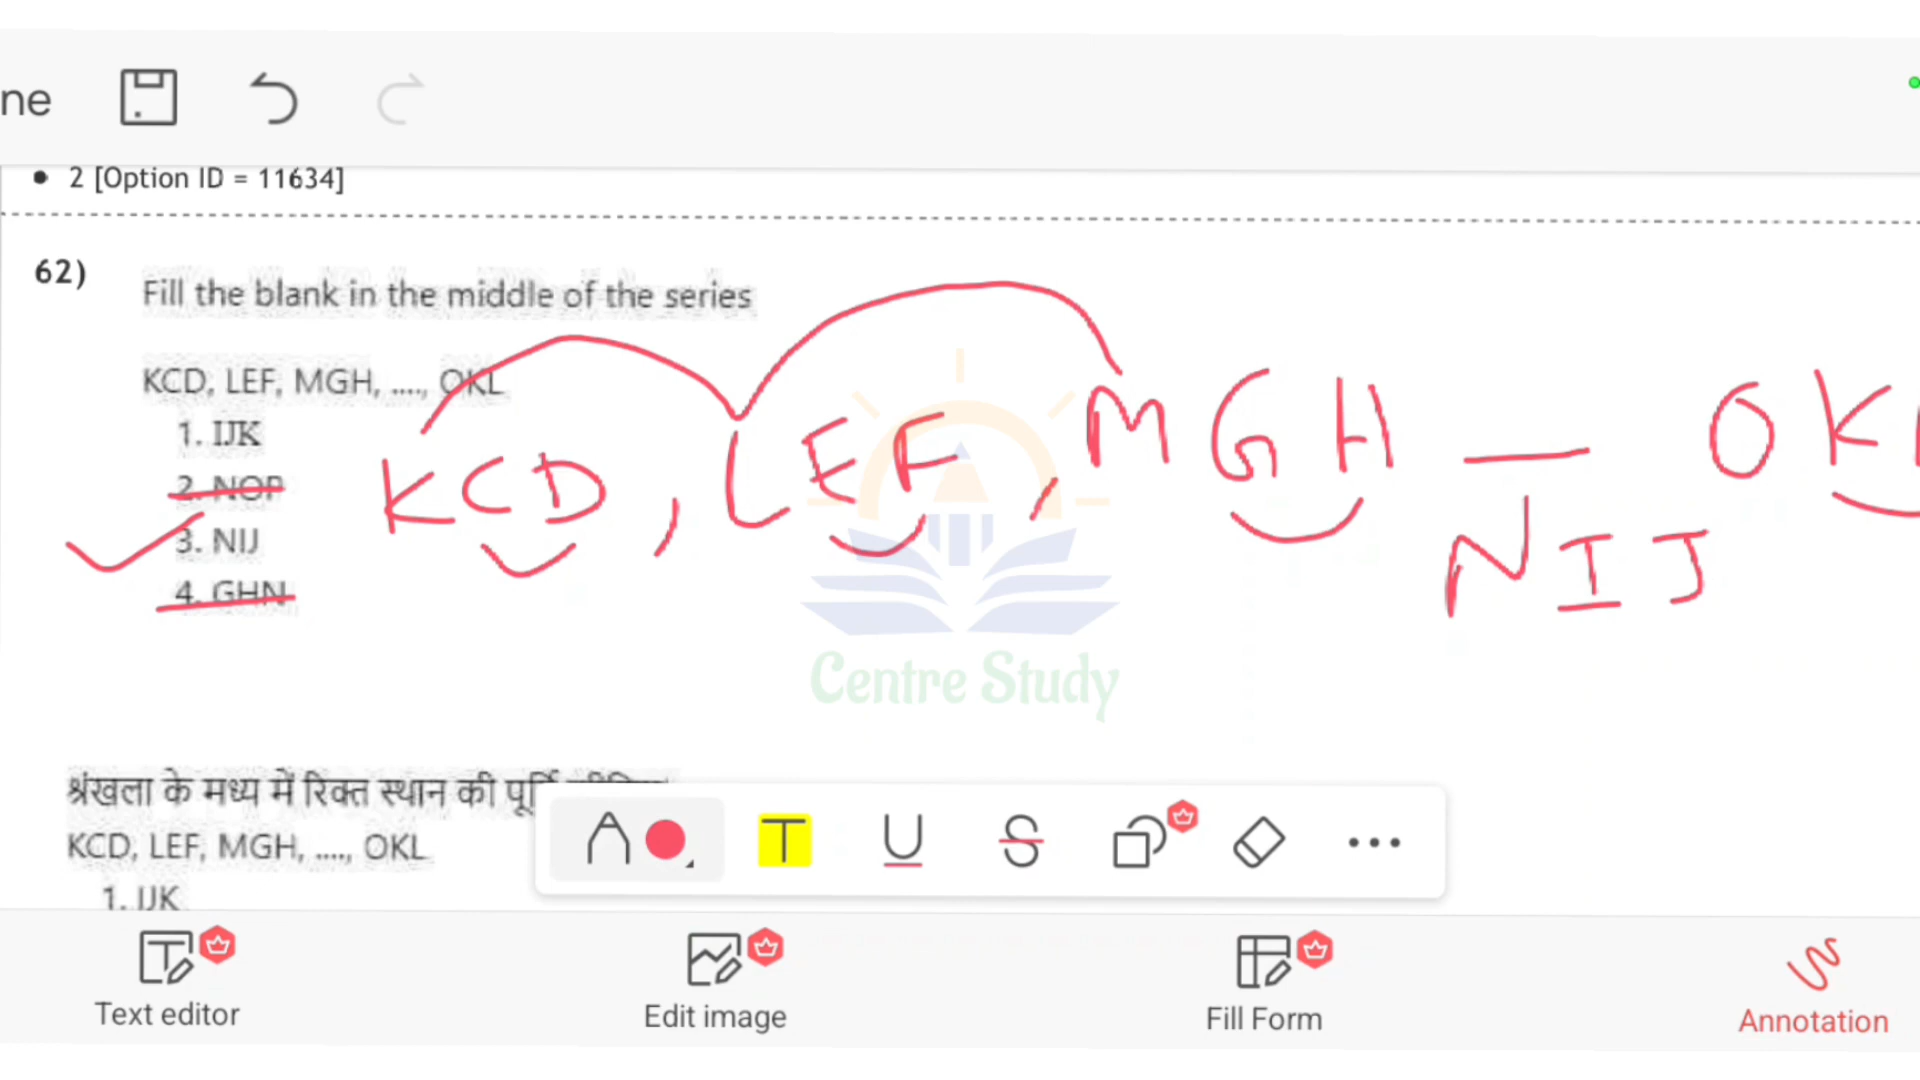 ne
2 [Option ID = 11634]
62)
Fill the blank in the middle of the series
KCD, LEF, MGH, ...., OKL
1. IJK
2. NOP
3. NIJ
4. GHN
KCD, LEF, MGH __ OK
NIJ
Centre Study
श्रंखला के मध्य में रिक्त स्थान की
KCD, LEF, MGH, ...., OKL
1. IJK
T U S
Text editor
Edit image
Fill Form
Annotation